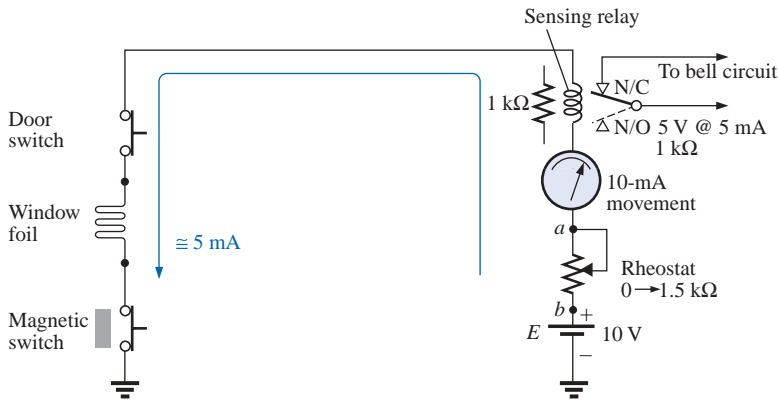 Sensing relay
N/C
To bell circuit
1 kΩ
N/O 5 V @ 5 mA
1 kΩ
Door
switch
10-mA
movement
Window
foil
≅ 5 mA
a
Rheostat
0→1.5 kΩ
Magnetic
switch
b +
E 10 V
–